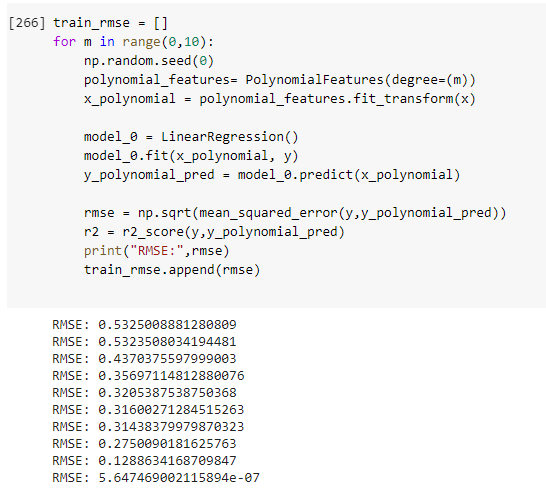 [266] train_rmse = []
for m in range(0,10):
np.random.seed(0)
polynomial_features= PolynomialFeatures(degree=(m))
x_polynomial = polynomial_features.fit_transform(x)
model_0 = LinearRegression()
model_0.fit(x_polynomial, y)
y_polynomial_pred = model_0.predict(x_polynomial)
rmse = np.sqrt(mean_squared_error(y,y_polynomial_pred))
r2 = r2_score(y,y_polynomial_pred)
print("RMSE:",rmse)
train_rmse.append(rmse)
RMSE: 0.5325008881280809
RMSE: 0.5323508034194481
RMSE: 0.4370375597999003
RMSE: 0.35697114812880076
RMSE: 0.3205387538750368
RMSE: 0.31600271284515263
RMSE: 0.31438379979870323
RMSE: 0.2750090181625763
RMSE: 0.1288634168709847
RMSE: 5.647469002115894e-07